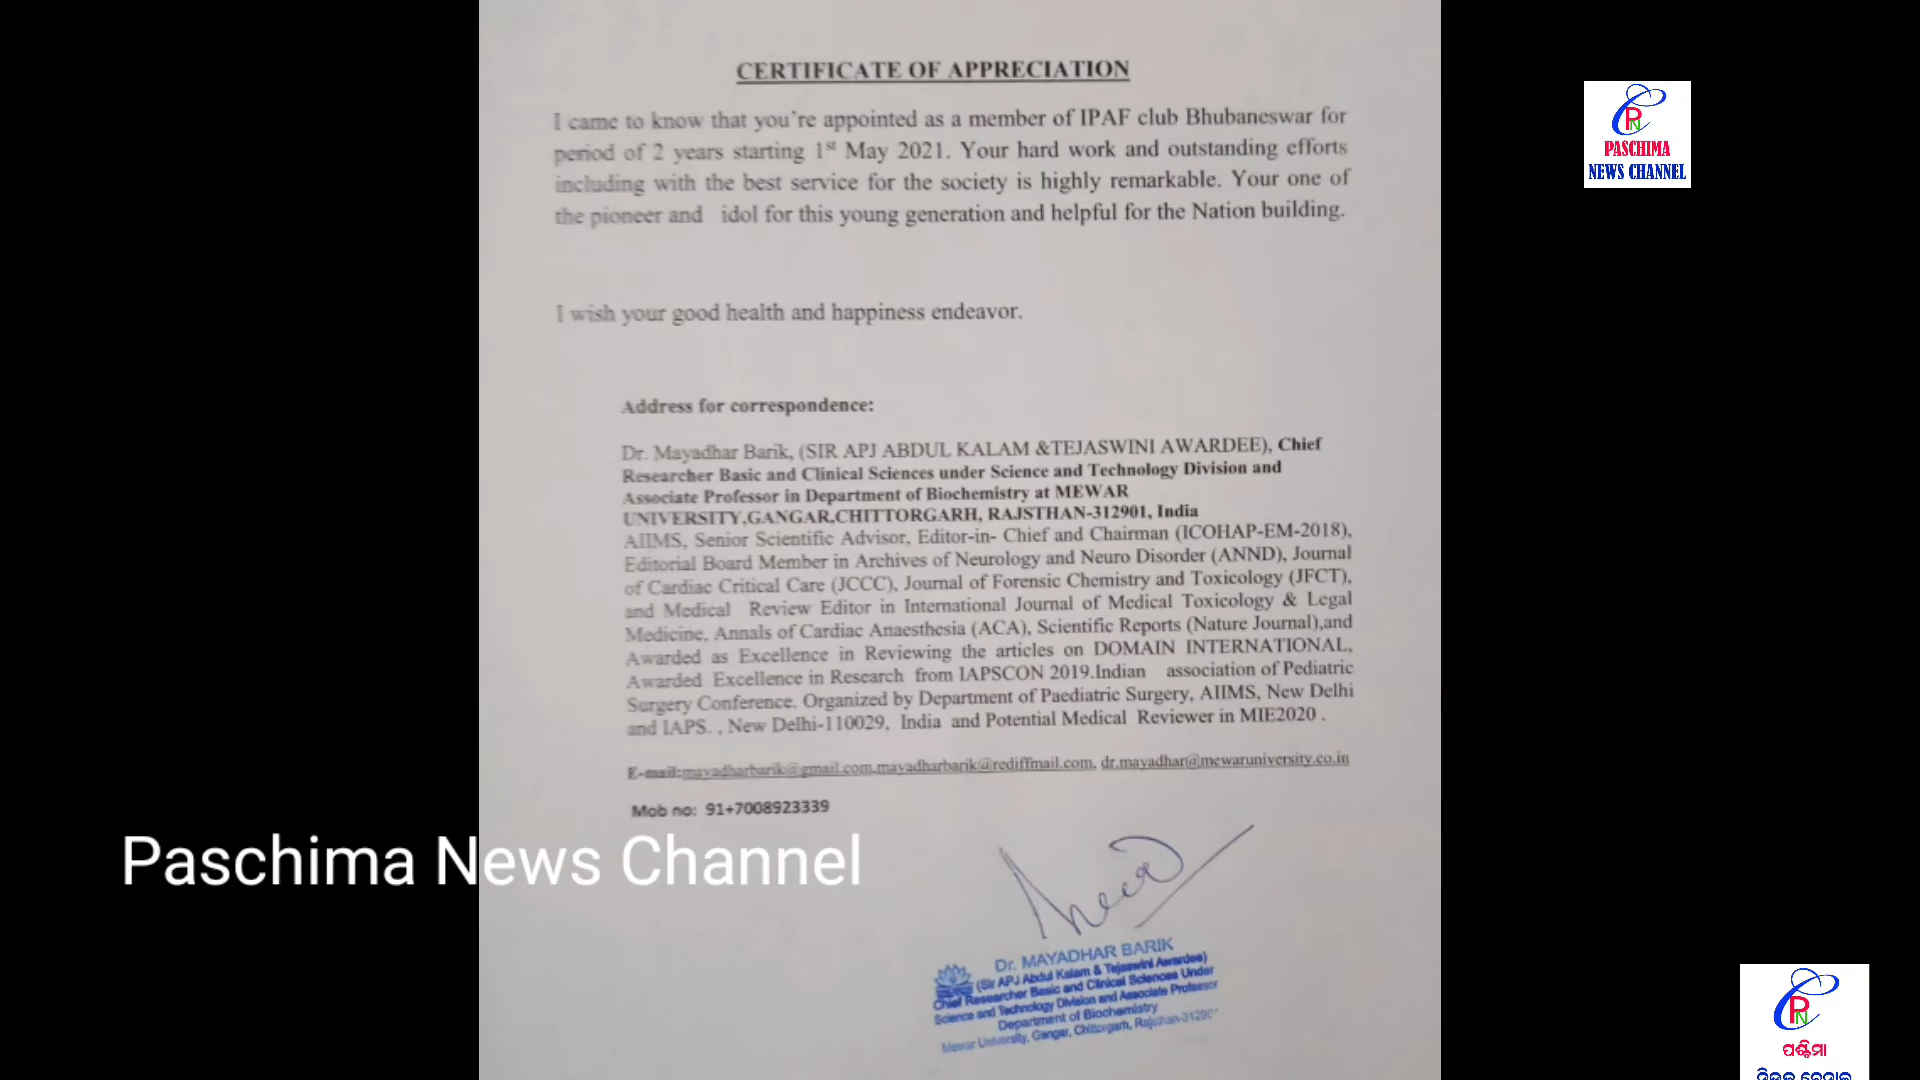 CERTIFICATE OF APPRECIATION
I came to know that you're appointed as a member of IPAF club Bhubaneswar for
period of 2 years starting 1st May 2021. Your hard work and outstanding efforts
including with the best service for the society is highly remarkable. Your one of
the pioneer and idol for this young generation and helpful for the Nation building.
I wish your good health and happiness endeavor.
Address for correspondence:
Dr. Mayadhar Barik, (SIR APJ ABDUL KALAM &TEJASWINI AWARDEE), Chief
Researcher Basic and Clinical Sciences under Science and Technology Division and
Associate Professor in Department of Biochemistry at MEWAR
UNIVERSITY,GANGAR,CHITTORGARH, RAJSTHAN-312901, India
AIIMS, Senior Scientific Advisor, Editor-in- Chief and Chairman (ICOHAP-EM-2018),
Editorial Board Member in Archives of Neurology and Neuro Disorder (ANND), Journal
of Cardiac Critical Care (JCCC), Journal of Forensic Chemistry and Toxicology (JFCT),
and Medical Review Editor in International Journal of Medical Toxicology & Legal
Medicine, Annals of Cardiac Anaesthesia (ACA), Scientific Reports (Nature Journal),and
Awarded as Excellence in Reviewing the articles on DOMAIN INTERNATIONAL,
Awarded Excellence in Research from IAPSCON 2019.Indian association of Pediatric
Surgery Conference. Organized by Department of Paediatric Surgery, AIIMS, New Delhi
and IAPS. , New Delhi-110029, India and Potential Medical Reviewer in MIE2020 .
E-mail:mayadharbarik@gmail.com,mayadharbarik@rediffmail.com, dr.mayadhar@mewaruniversity.co.in
Mob no: 91+7008923339
Dr. MAYADHAR BARIK
(Sir APJ Abdul Kalam & Tejaswini Awardee)
Chief Researcher Basic and Clinical Sciences Under
Science and Technology Division and Associate Professor
Department of Biochemistry
Mewar University, Gangar, Chittorgarh, Rajsthan-31290
Paschima News Channel
CPN
PASCHIMA
NEWS CHANNEL
CPN
ପଶ୍ଚିମା